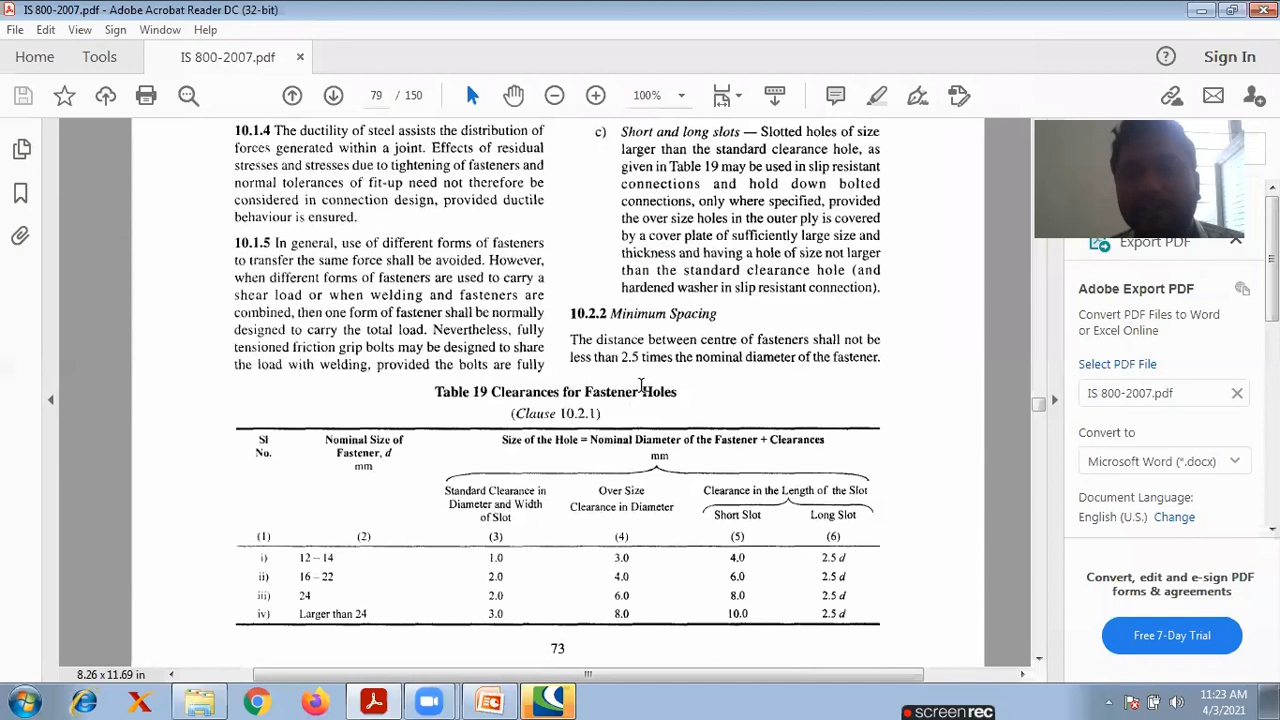 IS 800-2007.pdf - Adobe Acrobat Reader DC (32-bit)
File Edit View Sign Window Help
Home Tools IS 800-2007.pdf × ? Sign In
79 / 150 100%
10.1.4 The ductility of steel assists the distribution of
forces generated within a joint. Effects of residual
stresses and stresses due to tightening of fasteners and
normal tolerances of fit-up need not therefore be
considered in connection design, provided ductile
behaviour is ensured.
10.1.5 In general, use of different forms of fasteners
to transfer the same force shall be avoided. However,
when different forms of fasteners are used to carry a
shear load or when welding and fasteners are
combined, then one form of fastener shall be normally
designed to carry the total load. Nevertheless, fully
tensioned friction grip bolts may be designed to share
the load with welding, provided the bolts are fully
c) Short and long slots — Slotted holes of size
larger than the standard clearance hole, as
given in Table 19 may be used in slip resistant
connections and hold down bolted
connections, only where specified, provided
the over size holes in the outer ply is covered
by a cover plate of sufficiently large size and
thickness and having a hole of size not larger
than the standard clearance hole (and
hardened washer in slip resistant connection).
10.2.2 Minimum Spacing
The distance between centre of fasteners shall not be
less than 2.5 times the nominal diameter of the fastener.
Table 19 Clearances for Fastener Holes
(Clause 10.2.1)
Sl No. Nominal Size of Fastener, d mm Size of the Hole = Nominal Diameter of the Fastener + Clearances
mm
Standard Clearance in Diameter and Width of Slot Over Size Clearance in Diameter Clearance in the Length of the Slot
Short Slot Long Slot
(1) (2) (3) (4) (5) (6)
i) 12 – 14 1.0 3.0 4.0 2.5 d
ii) 16 – 22 2.0 4.0 6.0 2.5 d
iii) 24 2.0 6.0 8.0 2.5 d
iv) Larger than 24 3.0 8.0 10.0 2.5 d
73
8.26 x 11.69 in
Export PDF
Adobe Export PDF
Convert PDF Files to Word
or Excel Online
Select PDF File
IS 800-2007.pdf
Convert to
Microsoft Word (*.docx)
Document Language:
English (U.S.) Change
Convert, edit and e-sign PDF
forms & agreements
Free 7-Day Trial
11:23 AM
4/3/2021
screenrec